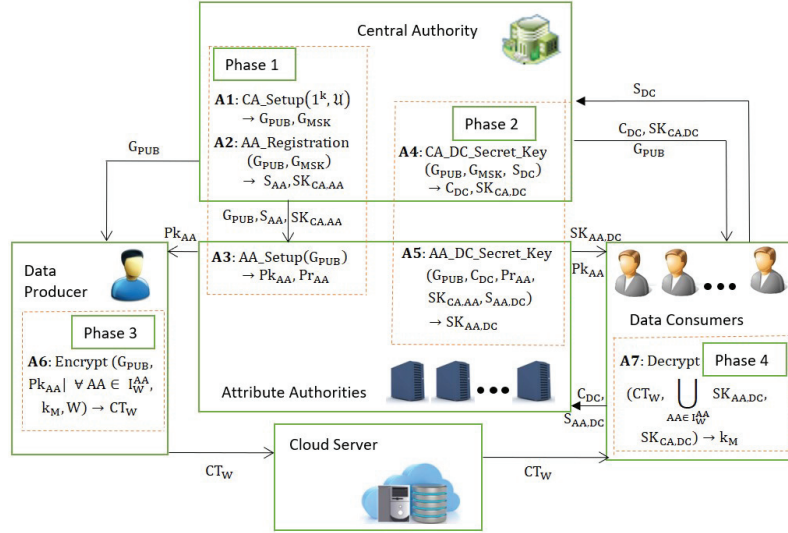 Central Authority
Phase 1
A1: CA_Setup(1^k, 𝔘)
→ G_PUB, G_MSK
A2: AA_Registration
(G_PUB, G_MSK)
→ S_AA, SK_CA.AA
Phase 2
A4: CA_DC_Secret_Key
(G_PUB, G_MSK, S_DC)
→ C_DC, SK_CA.DC
S_DC
C_DC, SK_CA.DC
G_PUB
G_PUB
G_PUB, S_AA, SK_CA.AA
Pk_AA
A3: AA_Setup(G_PUB)
→ Pk_AA, Pr_AA
A5: AA_DC_Secret_Key
(G_PUB, C_DC, Pr_AA,
SK_CA.AA, S_AA.DC)
→ SK_AA.DC
Attribute Authorities
SK_AA.DC
Pk_AA
Data
Producer
Phase 3
A6: Encrypt (G_PUB,
Pk_AA| ∀ AA ∈ I_W^AA,
k_M, W) → CT_W
Data Consumers
A7: Decrypt
Phase 4
(CT_W, ⋃_{AA∈I_W^AA} SK_AA.DC,
SK_CA.DC) → k_M
C_DC,
S_AA.DC
Cloud Server
CT_W
CT_W